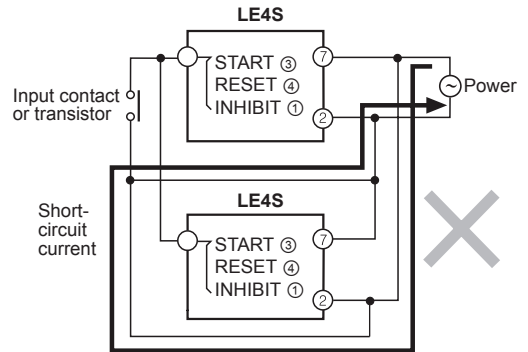 LE4S
START ③
RESET ④
INHIBIT ①
7
2
Input contact
or transistor
~
Power
Short-
circuit
current
LE4S
START ③
RESET ④
INHIBIT ①
7
2